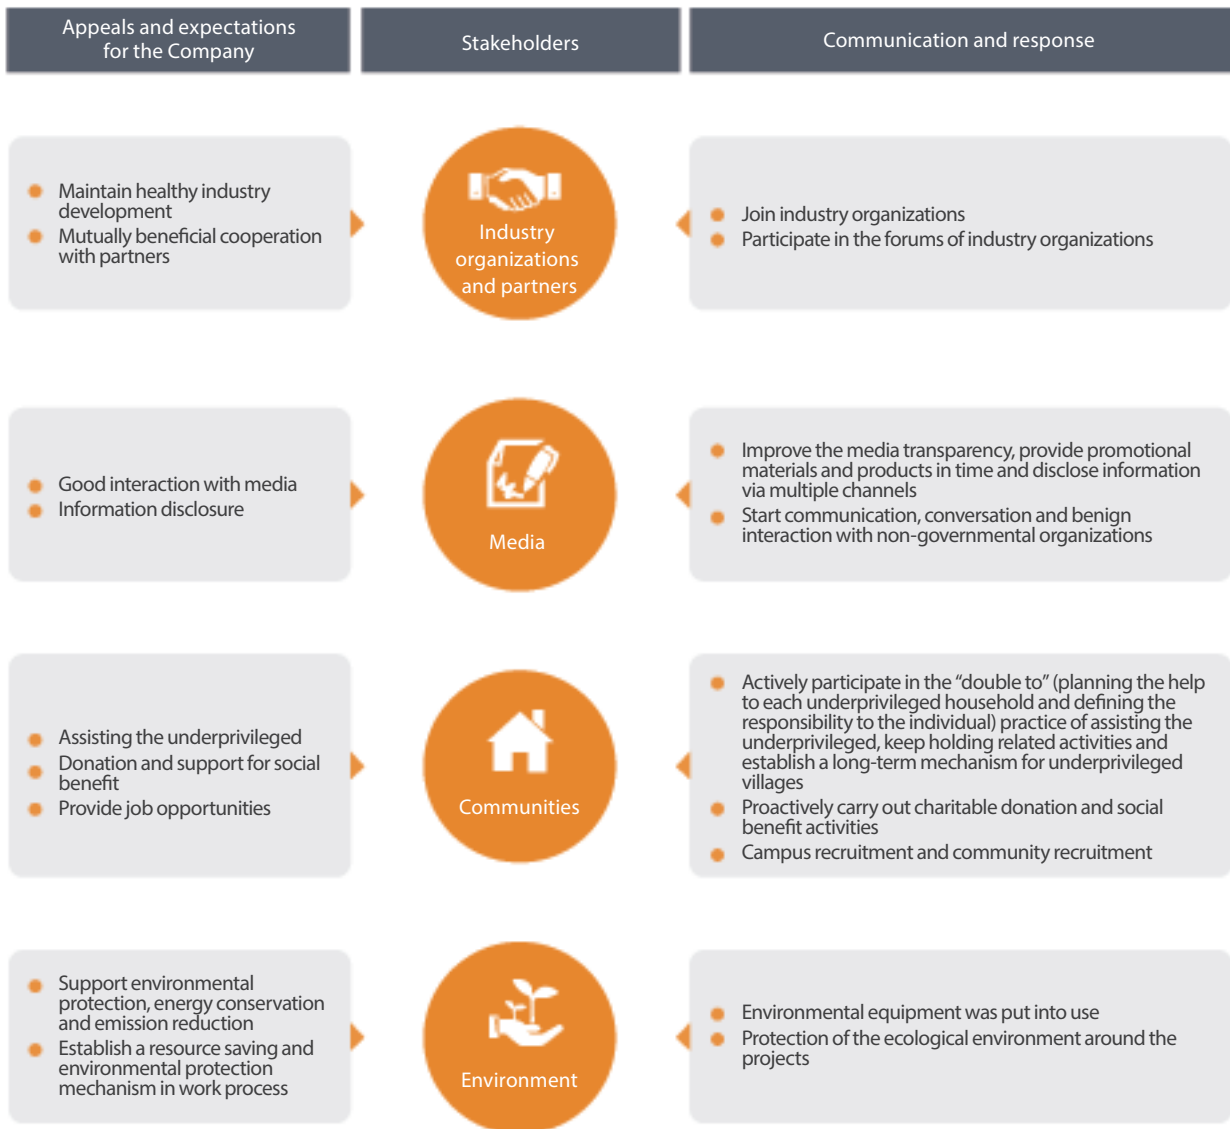 Appeals and expectations
for the Company
Stakeholders
Communication and response
Maintain healthy industry
development
Mutually beneficial cooperation
with partners
Industry
organizations
and partners
Join industry organizations
Participate in the forums of industry organizations
Good interaction with media
Information disclosure
Media
Improve the media transparency, provide promotional
materials and products in time and disclose information
via multiple channels
Start communication, conversation and benign
interaction with non-governmental organizations
Assisting the underprivileged
Donation and support for social
benefit
Provide job opportunities
Communities
Actively participate in the “double to” (planning the help
to each underprivileged household and defining the
responsibility to the individual) practice of assisting the
underprivileged, keep holding related activities and
establish a long-term mechanism for underprivileged
villages
Proactively carry out charitable donation and social
benefit activities
Campus recruitment and community recruitment
Support environmental
protection, energy conservation
and emission reduction
Establish a resource saving and
environmental protection
mechanism in work process
Environment
Environmental equipment was put into use
Protection of the ecological environment around the
projects